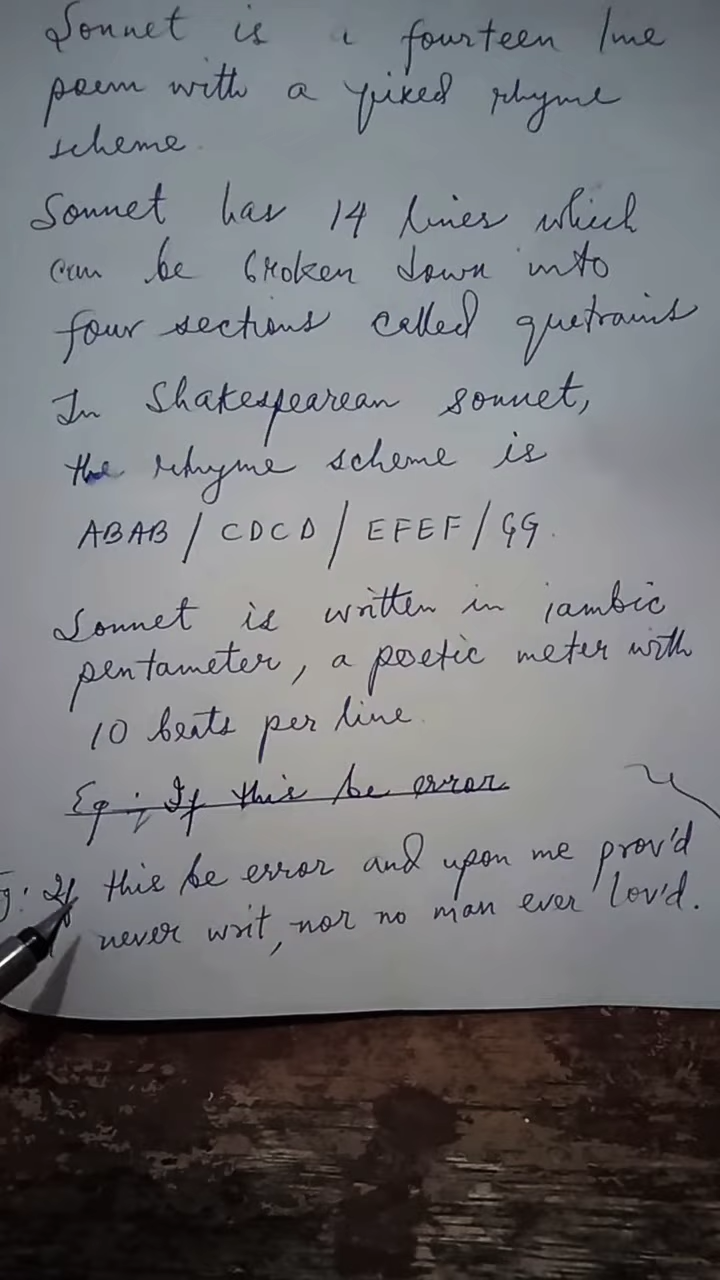 Sonnet is a fourteen line
poem with a fixed rhyme
scheme.
Sonnet has 14 lines which
can be broken down into
four sections called quetrains
In Shakespearean sonnet,
the rhyme scheme is
ABAB / CDCD / EFEF / GG.
Sonnet is written in iambic
pentameter, a poetic meter with
10 beats per line.
Eg: If this be error
g: If this be error and upon me prov'd
never writ, nor no man ever lov'd.